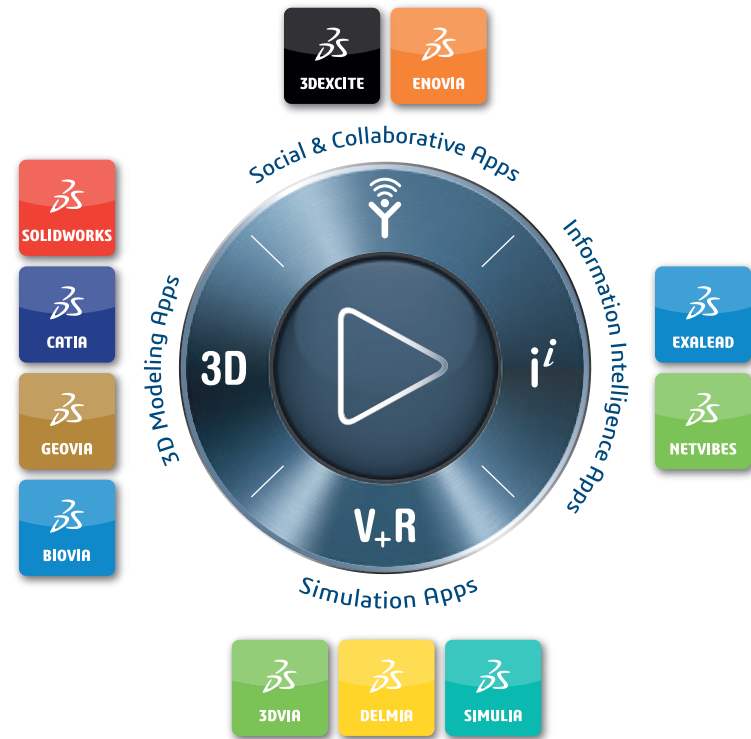 3DEXCITE
ENOVIA
Social & Collaborative Apps
SOLIDWORKS
CATIA
GEOVIA
BIOVIA
3D Modeling Apps
3D
i i
V+R
Information Intelligence Apps
EXALEAD
NETVIBES
Simulation Apps
3DVIA
DELMIA
SIMULIA